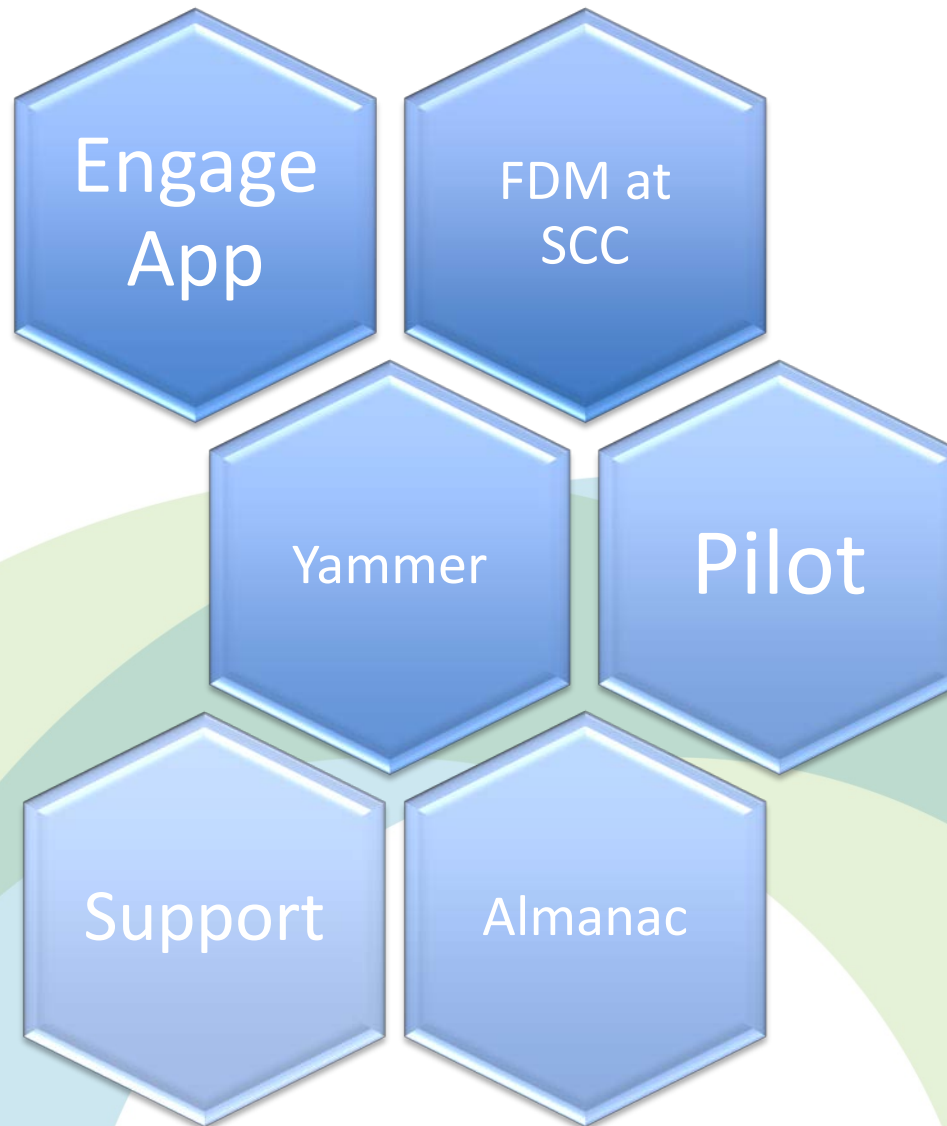 Engage
App
FDM at
SCC
Yammer
Pilot
Support
Almanac